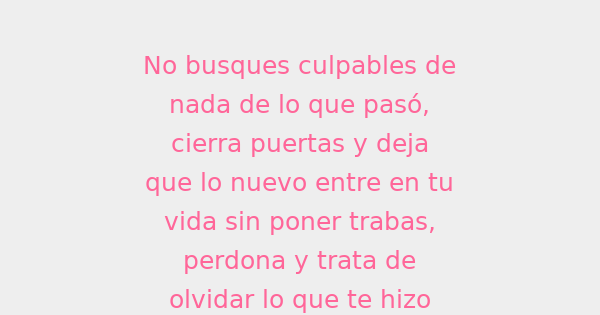 No busques culpables de
nada de lo que pasó,
cierra puertas y deja
que lo nuevo entre en tu
vida sin poner trabas,
perdona y trata de
olvidar lo que te hizo